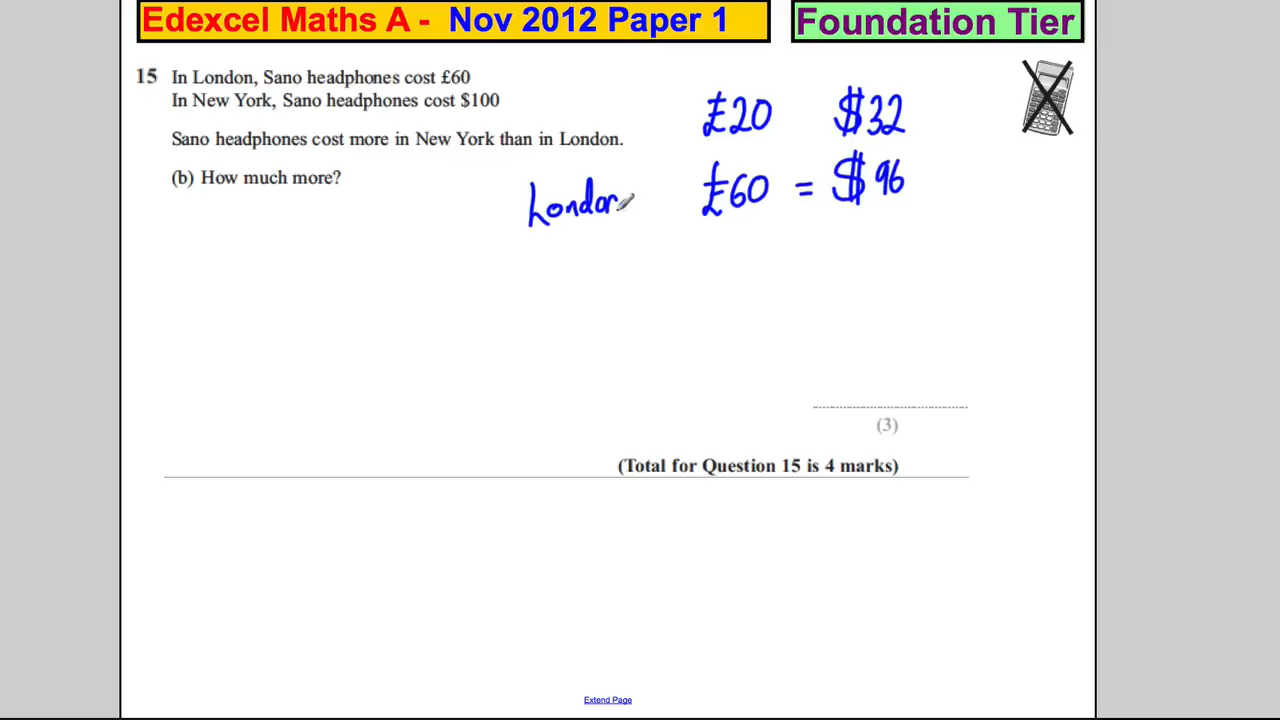 Edexcel Maths A - Nov 2012 Paper 1
Foundation Tier
15 In London, Sano headphones cost £60
In New York, Sano headphones cost $100
£20 $32
Sano headphones cost more in New York than in London.
(b) How much more?
London £60 = $96
(3)
(Total for Question 15 is 4 marks)
Extend Page